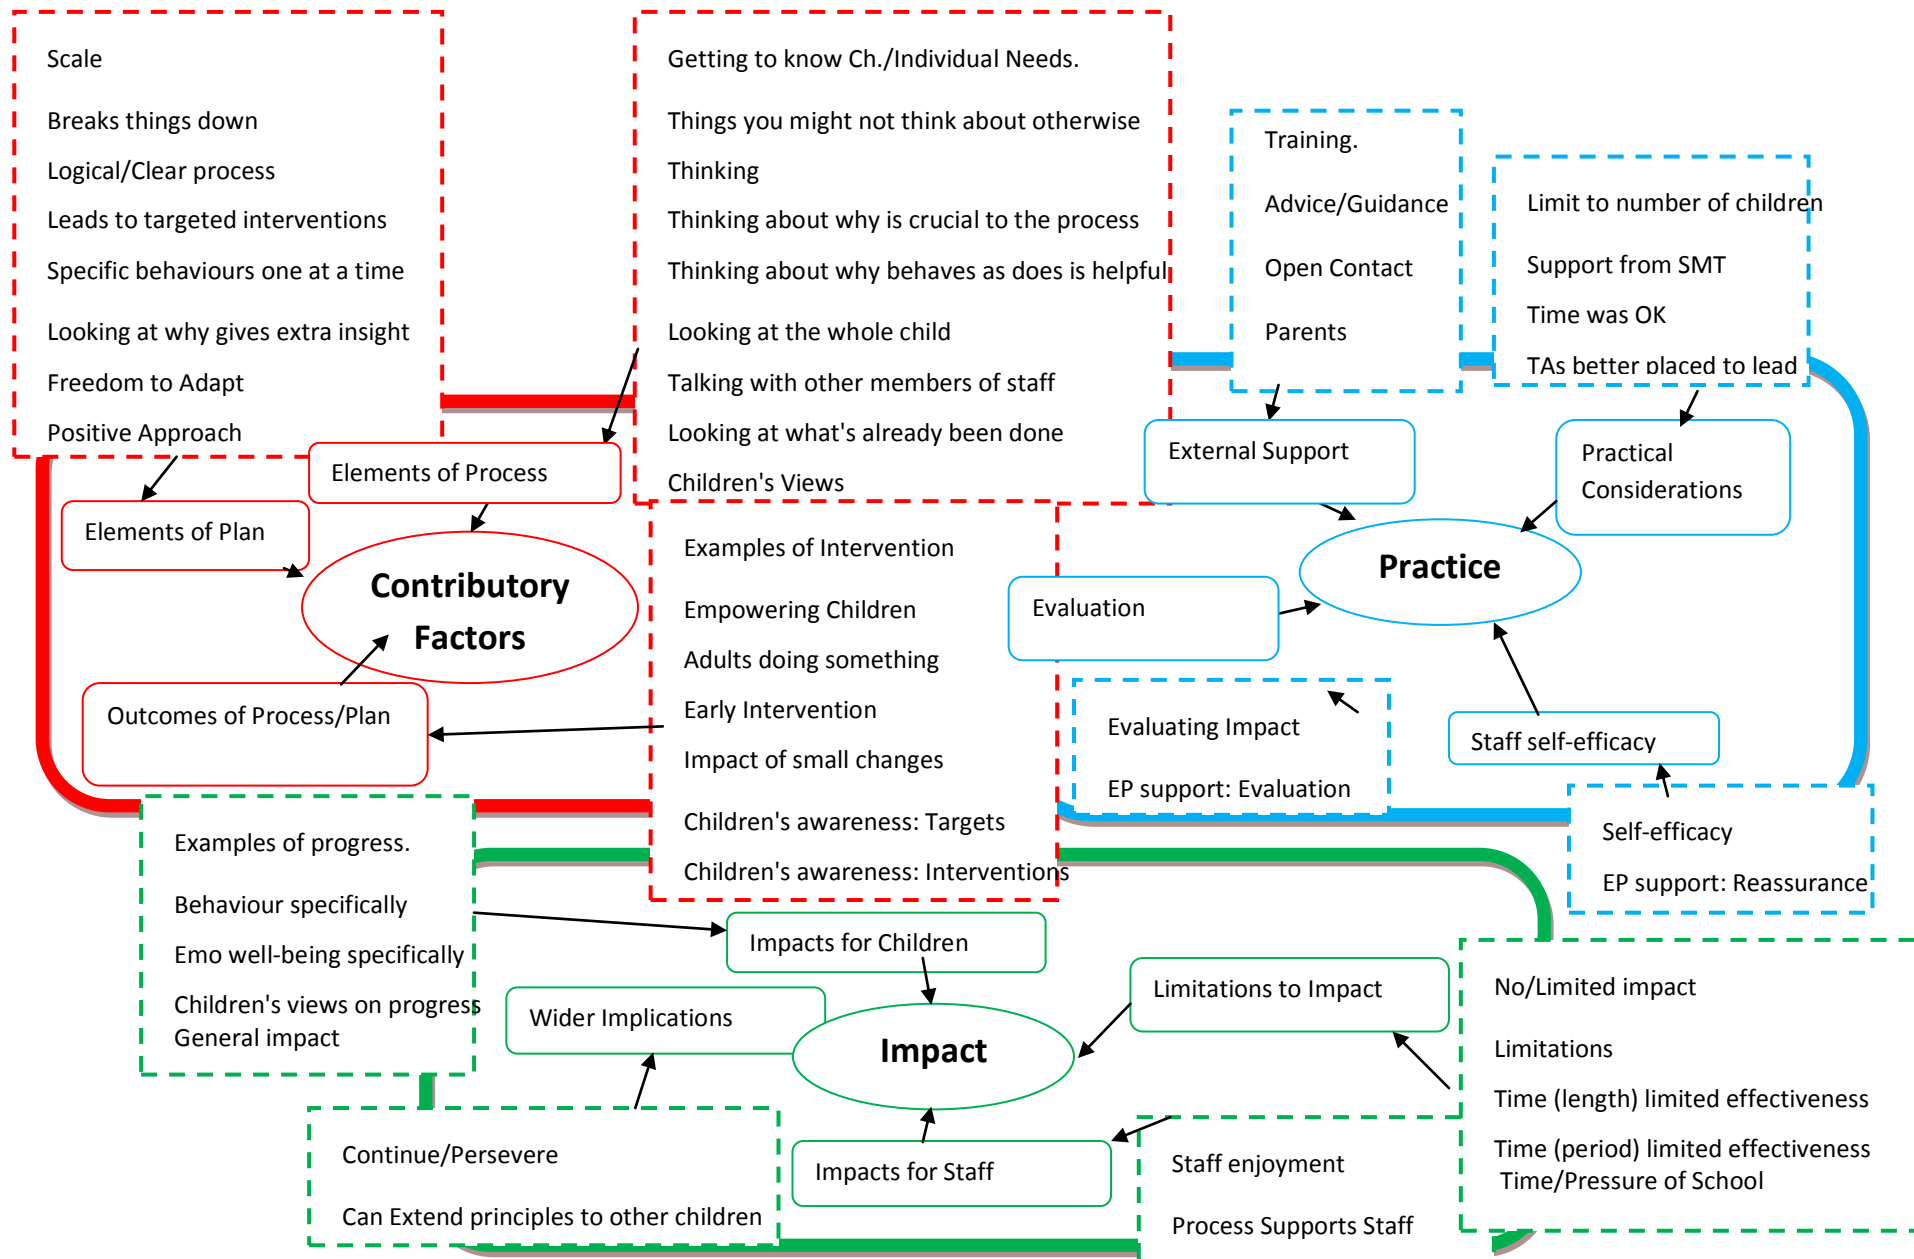 Scale
Breaks things down
Logical/Clear process
Leads to targeted interventions
Specific behaviours one at a time
Looking at why gives extra insight
Freedom to Adapt
Positive Approach
Getting to know Ch./Individual Needs.
Things you might not think about otherwise
Thinking
Thinking about why is crucial to the process
Thinking about why behaves as does is helpful
Looking at the whole child
Talking with other members of staff
Looking at what's already been done
Children's Views
Training.
Advice/Guidance
Open Contact
Parents
Limit to number of children
Support from SMT
Time was OK
TAs better placed to lead
Elements of Process
Elements of Plan
Contributory
Factors
Outcomes of Process/Plan
Examples of Intervention
Empowering Children
Adults doing something
Early Intervention
Impact of small changes
Children's awareness: Targets
Children's awareness: Interventions
External Support
Practical
Considerations
Practice
Evaluation
Evaluating Impact
EP support: Evaluation
Staff self-efficacy
Self-efficacy
EP support: Reassurance
Examples of progress.
Behaviour specifically
Emo well-being specifically
Children's views on progress
General impact
Impacts for Children
Wider Implications
Impact
Limitations to Impact
No/Limited impact
Limitations
Time (length) limited effectiveness
Time (period) limited effectiveness
Time/Pressure of School
Continue/Persevere
Can Extend principles to other children
Impacts for Staff
Staff enjoyment
Process Supports Staff